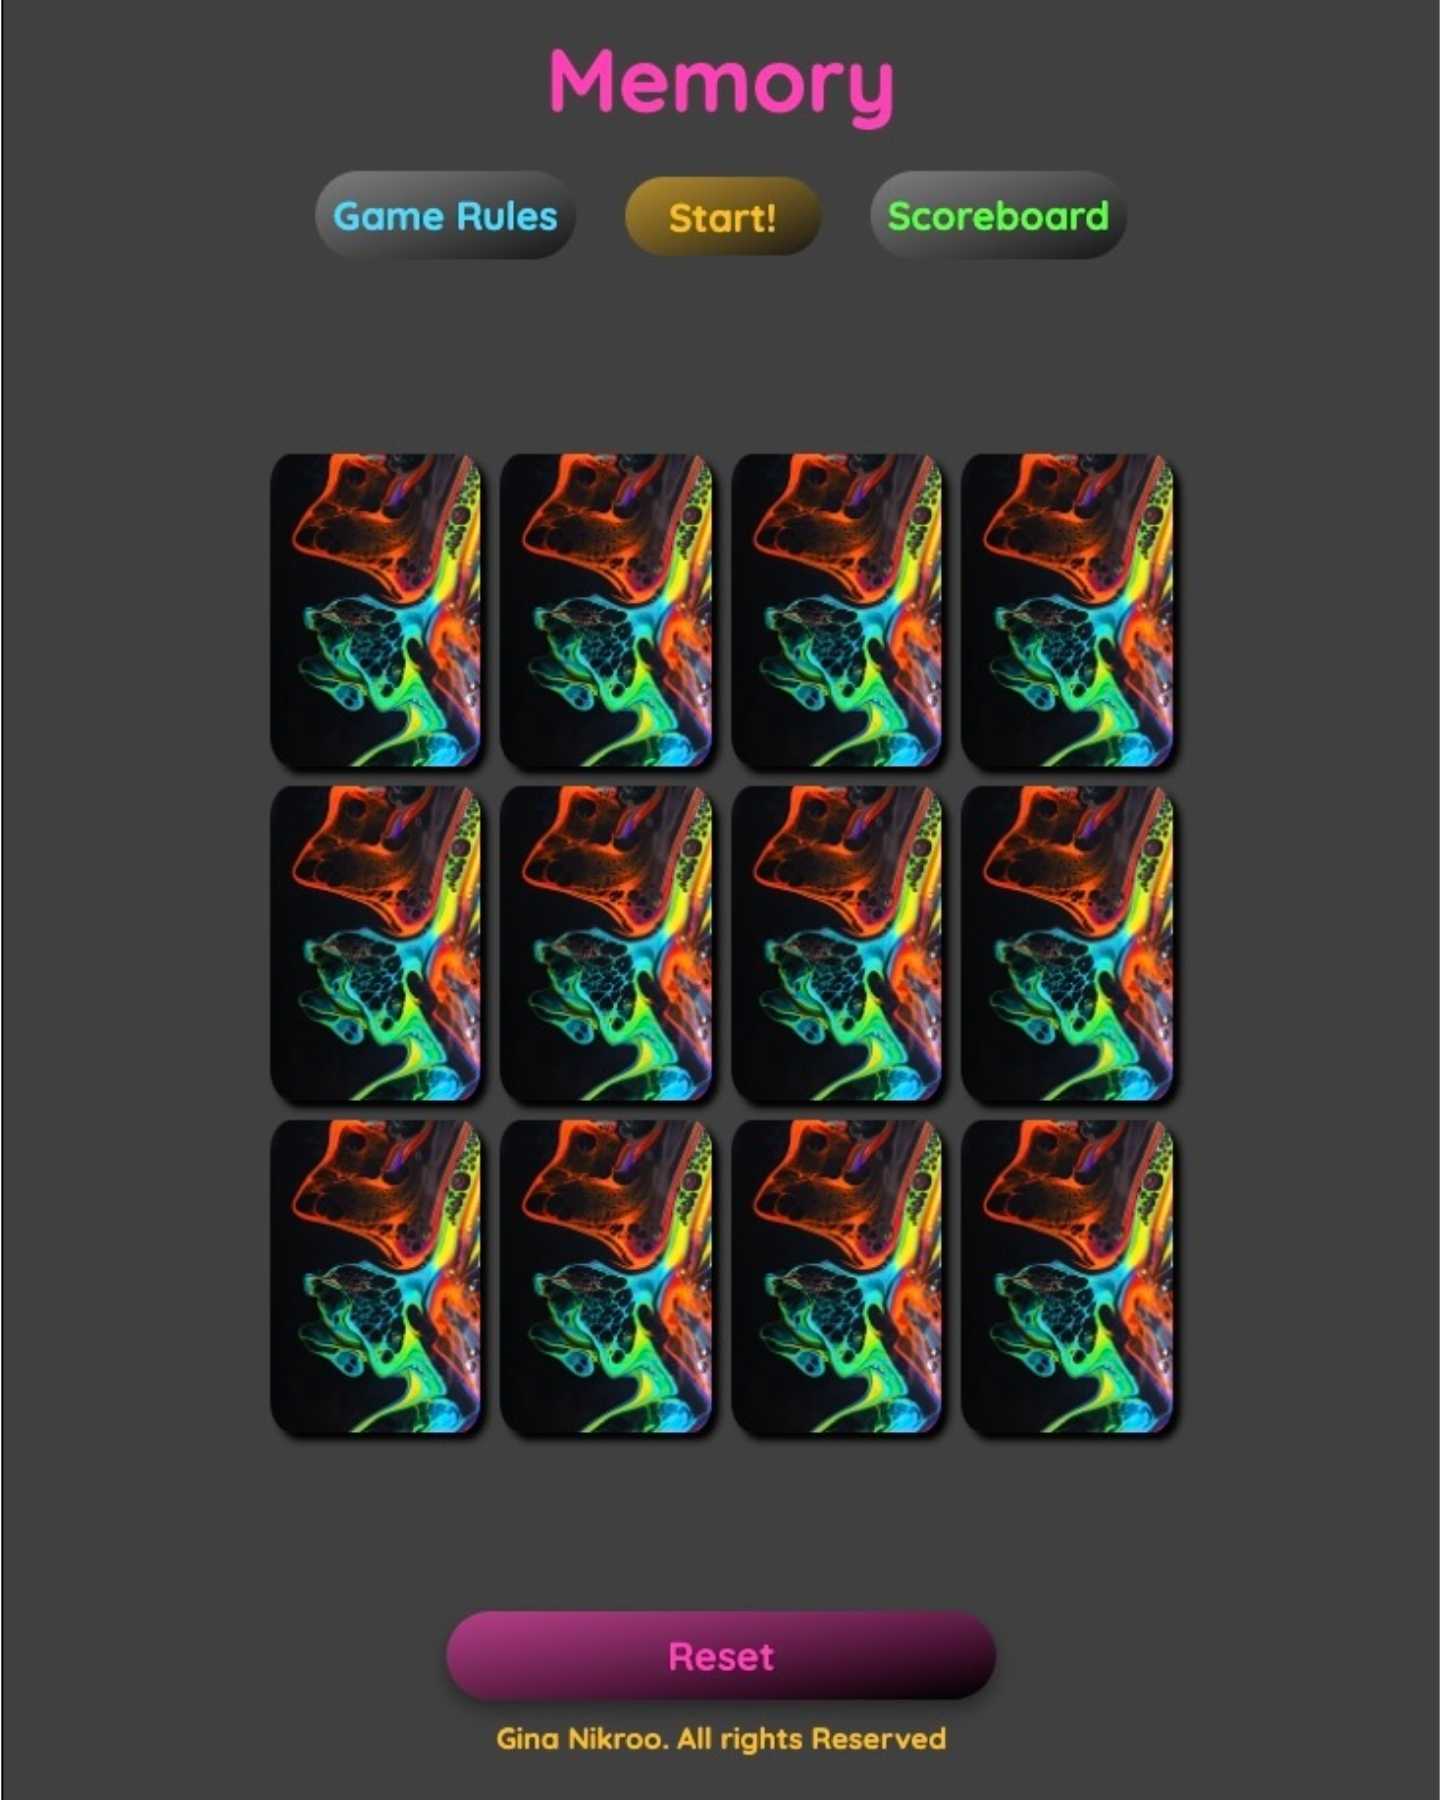 Memory
Game Rules
Start!
Scoreboard
Reset
Gina Nikroo. All rights Reserved